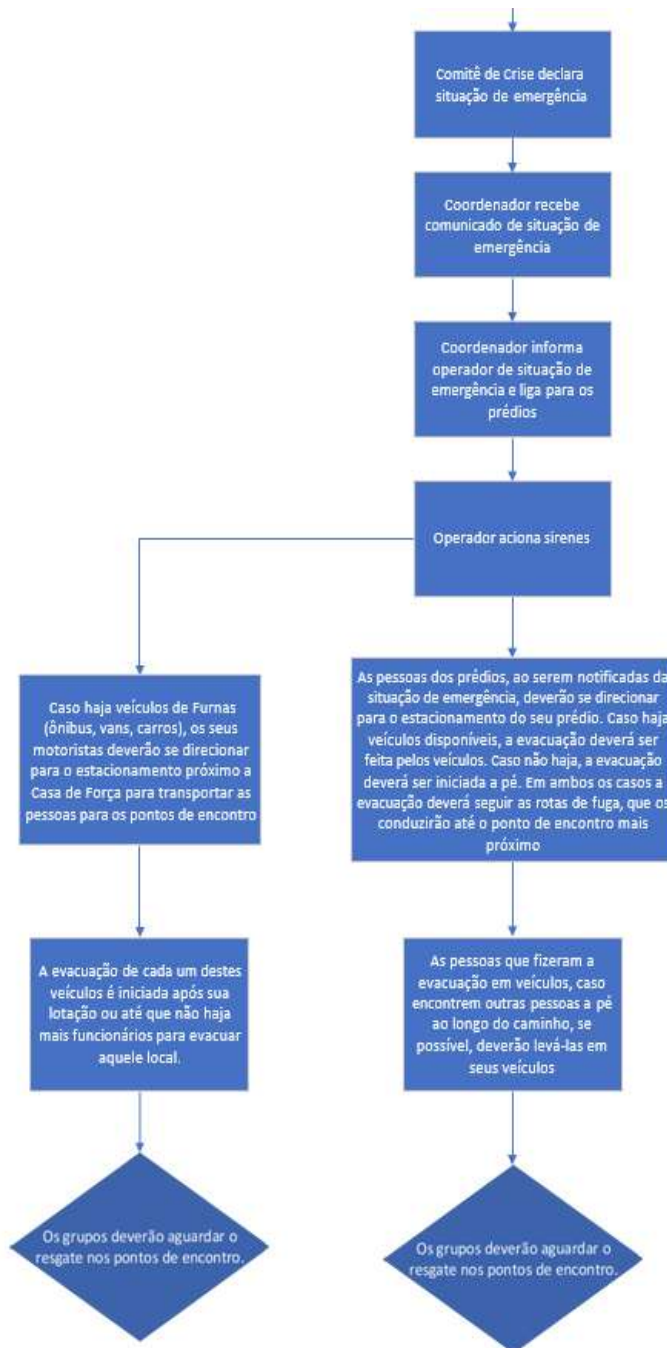 Comitê de Crise declara
situação de emergência
Coordenador recebe
comunicado de situação de
emergência
Coordenador informa
operador de situação de
emergência e liga para os
prédios
Operador aciona sirenes
Caso haja veículos de Furnas
(ônibus, vans, carros), os seus
motoristas deverão se direcionar
para o estacionamento próximo a
Casa de Força para transportar as
pessoas para os pontos de encontro
As pessoas dos prédios, ao serem notificadas da
situação de emergência, deverão se direcionar
para o estacionamento do seu prédio. Caso haja
veículos disponíveis, a evacuação deverá ser
feita pelos veículos. Caso não haja, a evacuação
deverá ser iniciada a pé. Em ambos os casos a
evacuação deverá seguir as rotas de fuga, que os
conduzirão até o ponto de encontro mais
próximo
A evacuação de cada um destes
veículos é iniciada após sua
lotação ou até que não haja
mais funcionários para evacuar
aquele local.
As pessoas que fizeram a
evacuação em veículos, caso
encontrem outras pessoas a pé
ao longo do caminho, se
possível, deverão levá-las em
seus veículos
Os grupos deverão aguardar o
resgate nos pontos de encontro.
Os grupos deverão aguardar o
resgate nos pontos de encontro.